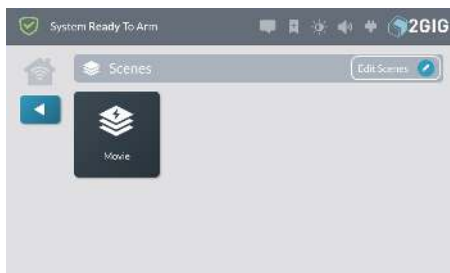 System Ready To Arm
2GIG
Scenes
Edit Scenes
Movie